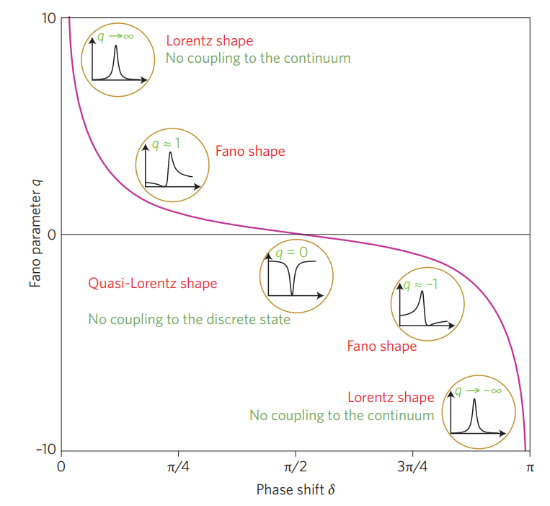 10
q → ∞
Lorentz shape
No coupling to the continuum
q ≈ 1
Fano shape
Fano parameter q
0
q = 0
Quasi-Lorentz shape
q ≈ –1
No coupling to the discrete state
Fano shape
q → –∞
Lorentz shape
No coupling to the continuum
–10
0
π/4
π/2
3π/4
π
Phase shift δ